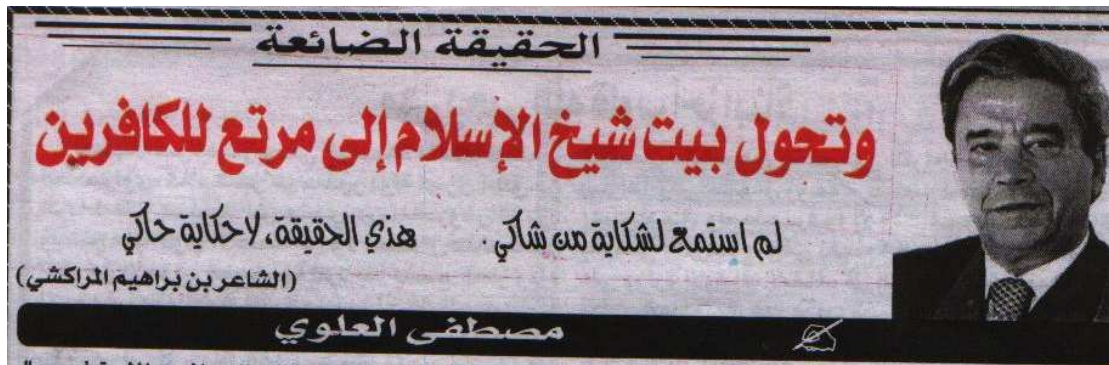 الحقيقة الضائعة
وتحول بيت شيخ الإسلام إلى مرتع للكافرين
لم استمع لشكاية من شاكي . هذي الحقيقة، لا حكاية حاكي
(الشاعر بن براهيم المراكشي)
مصطفى العلوي